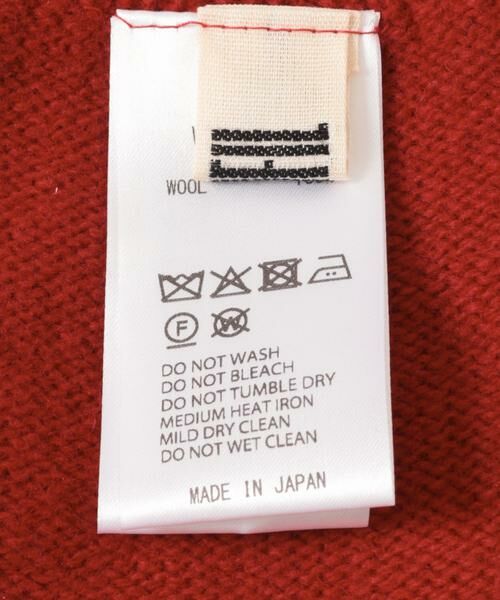 WOOL
F
W
DO NOT WASH
DO NOT BLEACH
DO NOT TUMBLE DRY
MEDIUM HEAT IRON
MILD DRY CLEAN
DO NOT WET CLEAN
MADE IN JAPAN